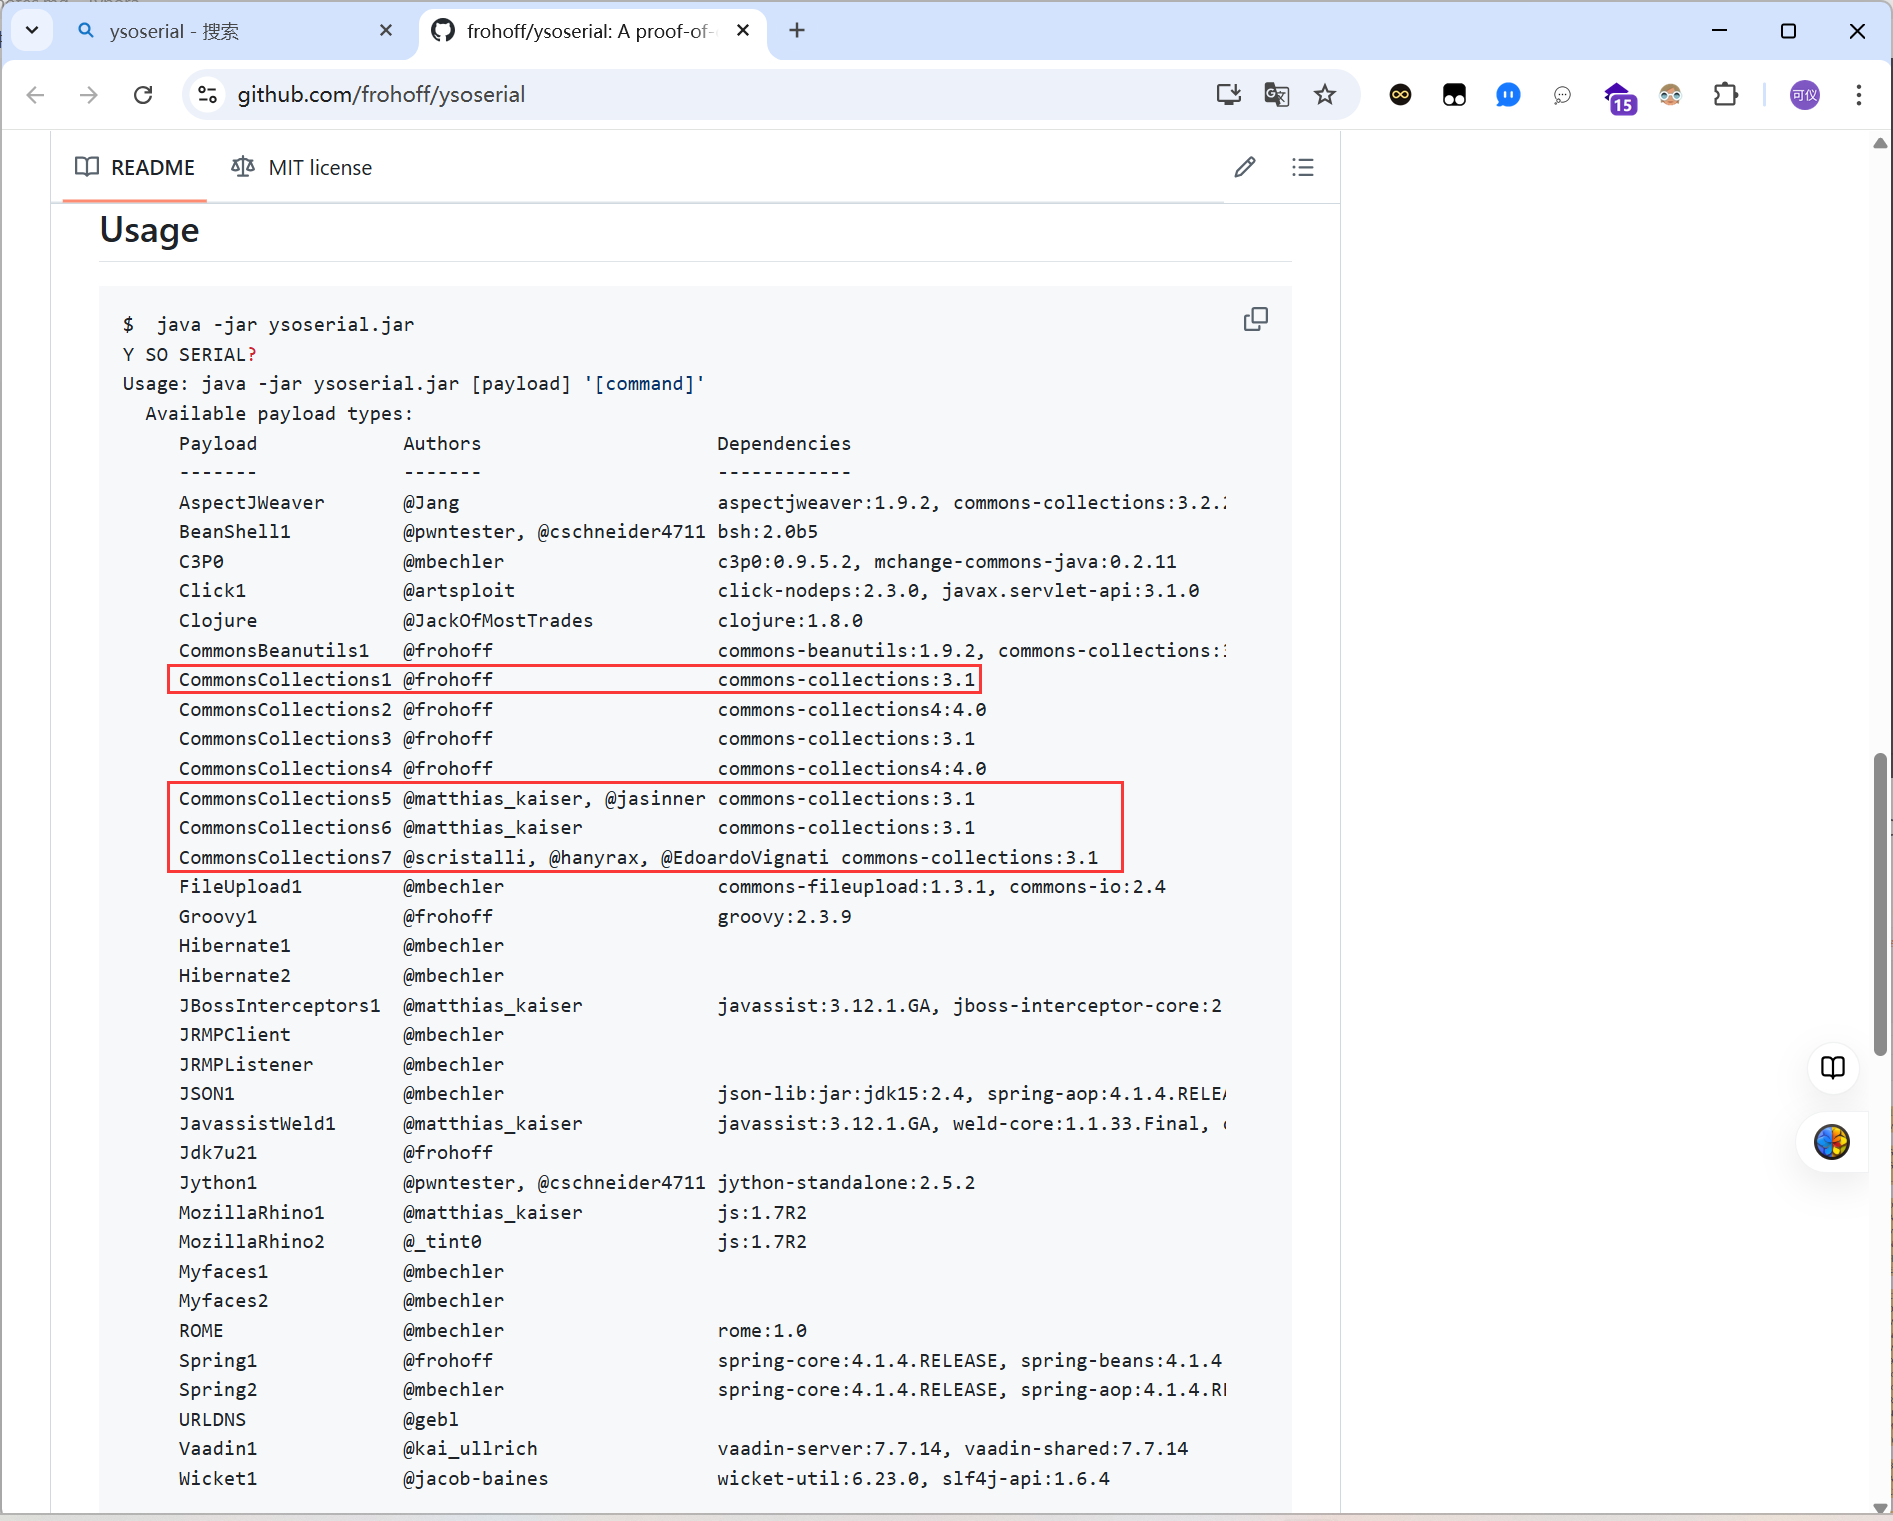 ysoserial - 搜索
frohoff/ysoserial: A proof-of-
github.com/frohoff/ysoserial
15
可仪
README
MIT license
Usage
$  java -jar ysoserial.jar
Y SO SERIAL?
Usage: java -jar ysoserial.jar [payload] '[command]'
Available payload types:
Payload Authors Dependencies
------- ------- ------------
AspectJWeaver @Jang aspectjweaver:1.9.2, commons-collections:3.2.2
BeanShell1 @pwntester, @cschneider4711 bsh:2.0b5
C3P0 @mbechler c3p0:0.9.5.2, mchange-commons-java:0.2.11
Click1 @artsploit click-nodeps:2.3.0, javax.servlet-api:3.1.0
Clojure @JackOfMostTrades clojure:1.8.0
CommonsBeanutils1 @frohoff commons-beanutils:1.9.2, commons-collections:
CommonsCollections1 @frohoff commons-collections:3.1
CommonsCollections2 @frohoff commons-collections4:4.0
CommonsCollections3 @frohoff commons-collections:3.1
CommonsCollections4 @frohoff commons-collections4:4.0
CommonsCollections5 @matthias_kaiser, @jasinner commons-collections:3.1
CommonsCollections6 @matthias_kaiser commons-collections:3.1
CommonsCollections7 @scristalli, @hanyrax, @EdoardoVignati commons-collections:3.1
FileUpload1 @mbechler commons-fileupload:1.3.1, commons-io:2.4
Groovy1 @frohoff groovy:2.3.9
Hibernate1 @mbechler
Hibernate2 @mbechler
JBossInterceptors1 @matthias_kaiser javassist:3.12.1.GA, jboss-interceptor-core:2
JRMPClient @mbechler
JRMPListener @mbechler
JSON1 @mbechler json-lib:jar:jdk15:2.4, spring-aop:4.1.4.RELEA
JavassistWeld1 @matthias_kaiser javassist:3.12.1.GA, weld-core:1.1.33.Final,
Jdk7u21 @frohoff
Jython1 @pwntester, @cschneider4711 jython-standalone:2.5.2
MozillaRhino1 @matthias_kaiser js:1.7R2
MozillaRhino2 @_tint0 js:1.7R2
Myfaces1 @mbechler
Myfaces2 @mbechler
ROME @mbechler rome:1.0
Spring1 @frohoff spring-core:4.1.4.RELEASE, spring-beans:4.1.4
Spring2 @mbechler spring-core:4.1.4.RELEASE, spring-aop:4.1.4.RE
URLDNS @gebl
Vaadin1 @kai_ullrich vaadin-server:7.7.14, vaadin-shared:7.7.14
Wicket1 @jacob-baines wicket-util:6.23.0, slf4j-api:1.6.4